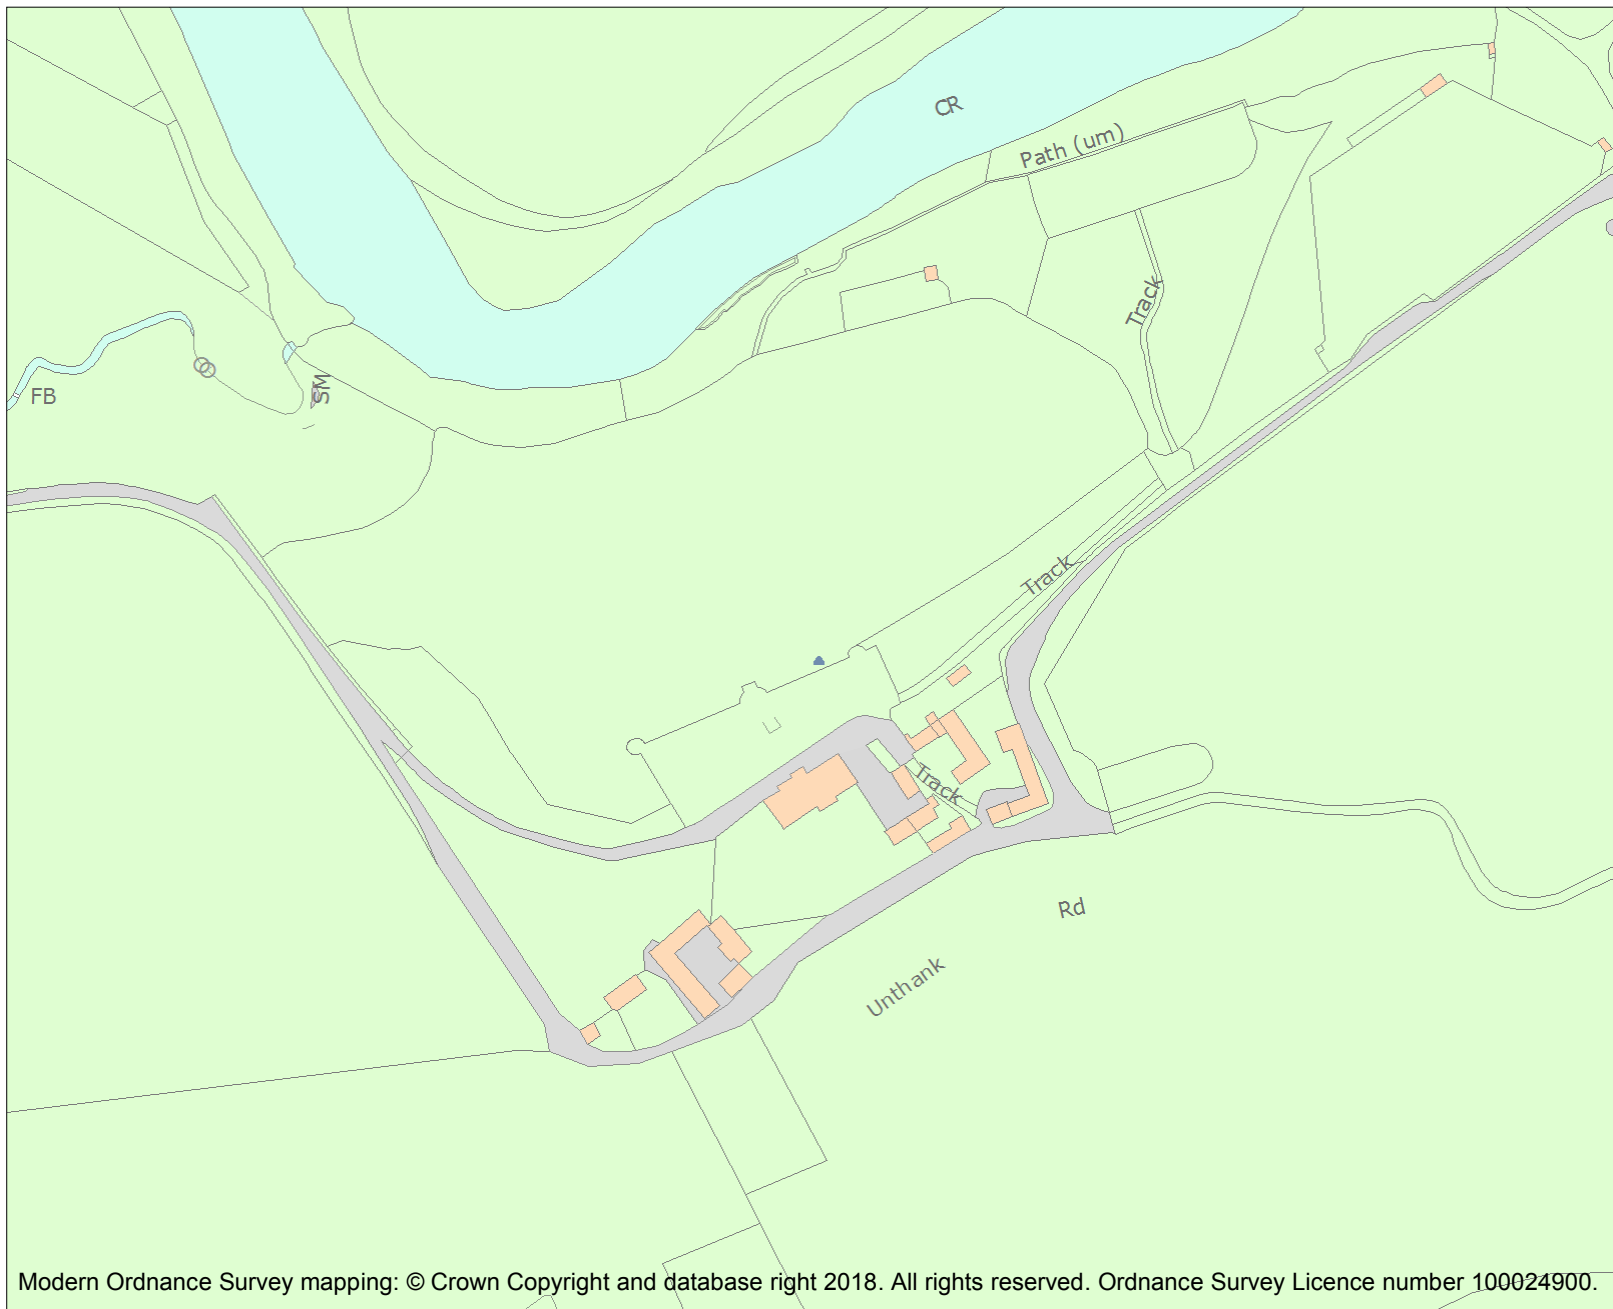 CR
Path (um)
Track
FB
SM
Track
Track
Rd
Unthank
Modern Ordnance Survey mapping: © Crown Copyright and database right 2018. All rights reserved. Ordnance Survey Licence number 100024900.